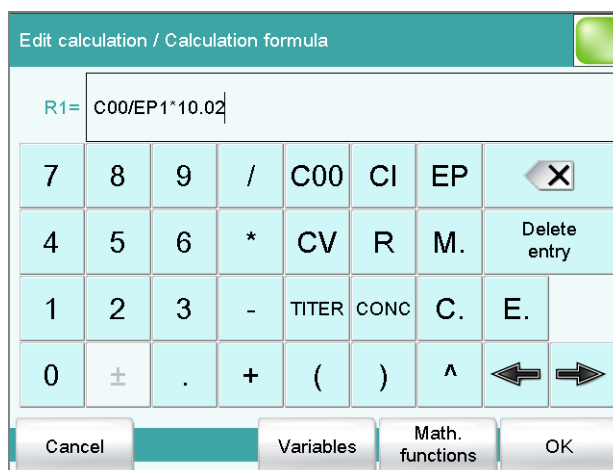 Edit calculation / Calculation formula
R1= C00/EP1*10.02
7 8 9 / C00 CI EP X
4 5 6 * CV R M. Delete entry
1 2 3 - TITER CONC C. E.
0 ± . + ( ) ^
Cancel Variables Math. functions OK